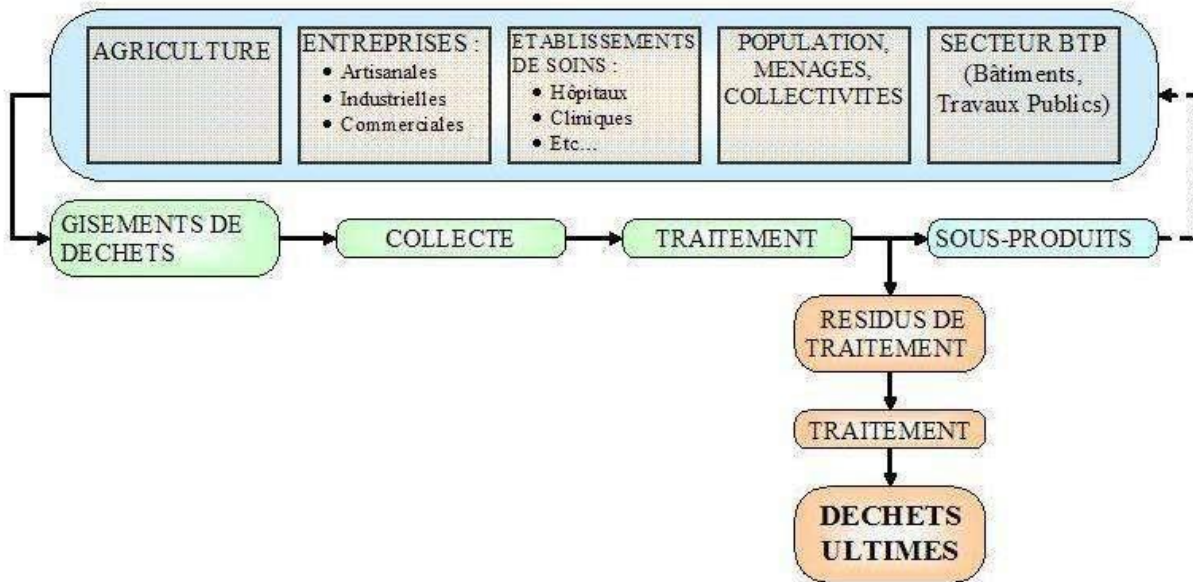 AGRICULTURE
ENTREPRISES :
• Artisanales
• Industrielles
• Commerciales
ETABLISSEMENTS
DE SOINS :
• Hôpitaux
• Cliniques
• Etc...
POPULATION,
MENAGES,
COLLECTIVITES
SECTEUR BTP
(Bâtiments,
Travaux Publics)
GISEMENTS DE
DECHETS
COLLECTE
TRAITEMENT
SOUS-PRODUITS
RESIDUS DE
TRAITEMENT
TRAITEMENT
DECHETS
ULTIMES